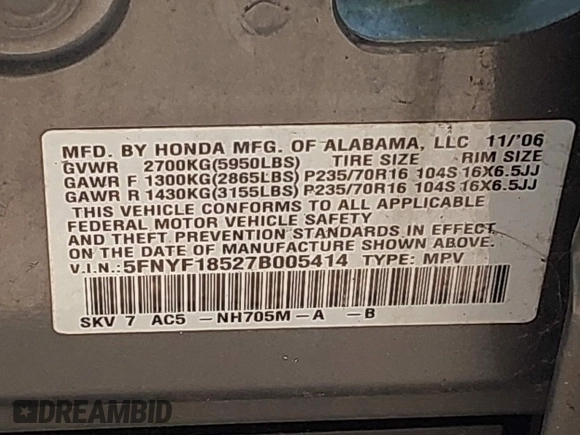 MFD. BY HONDA MFG. OF ALABAMA, LLC 11/'06
GVWR 2700KG(5950LBS) TIRE SIZE RIM SIZE
GAWR F 1300KG(2865LBS) P235/70R16 104S 16X6.5JJ
GAWR R 1430KG(3155LBS) P235/70R16 104S 16X6.5JJ
THIS VEHICLE CONFORMS TO ALL APPLICABLE
FEDERAL MOTOR VEHICLE SAFETY
AND THEFT PREVENTION STANDARDS IN EFFECT
ON THE DATE OF MANUFACTURE SHOWN ABOVE.
V.I.N.:5FNYF18527B005414 TYPE: MPV
SKV 7 AC5 -NH705M-A -B
DREAMBID